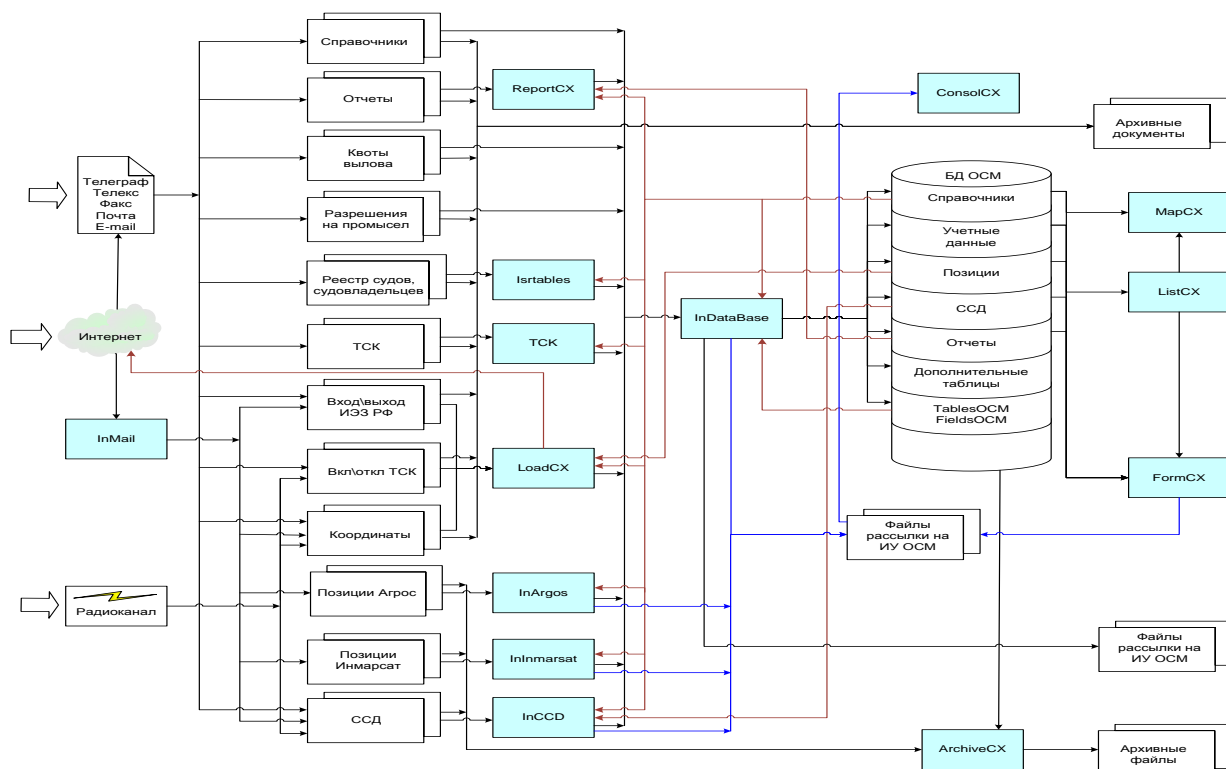 Справочники
Отчеты
ReportCX
ConsolCX
Архивные
документы
Квоты
вылова
Телеграф
Телекс
Факс
Почта
E-mail
БД ОСМ
Справочники
Разрешения
на промысел
MapCX
Учетные
данные
Реестр судов,
судовладельцев
Isrtables
Позиции
ListCX
InDataBase
ССД
Интернет
ТСК
ТСК
Отчеты
Дополнительные
таблицы
Вход\выход
ИЭЗ РФ
TablesОСМ
FieldsОСМ
InMail
Вкл\откл ТСК
LoadCX
FormCX
Координаты
Файлы
рассылки на
ИУ ОСМ
Позиции Агрос
InArgos
Радиоканал
Позиции
Инмарсат
InInmarsat
Файлы
рассылки на
ИУ ОСМ
ССД
InCCD
ArchiveCX
Архивные
файлы